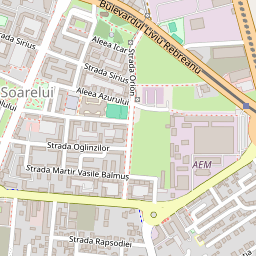 Bulevardul Liviu Rebreanu
Strada Sirius
Aleea Icar
Strada Sirius
Strada Orion
Aleea Azurului
Soarelui
Strada Oglinzilor
AEM
Strada Martir Vasile Balmuș
Strada Rapsodiei